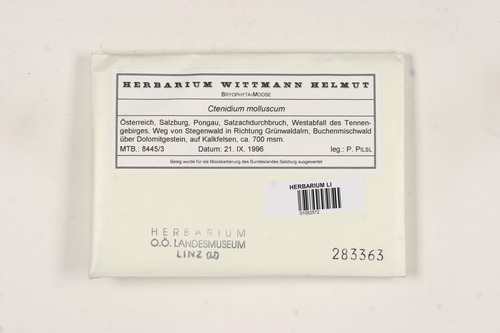 HERBARIUM WITTMANN HELMUT
BRYOPHYTA-MOOSE
Ctenidium molluscum
Österreich, Salzburg, Pongau, Salzachdurchbruch, Westabfall des Tennen-
gebirges, Weg von Stegenwald in Richtung Grünwaldalm, Buchenmischwald
über Dolomitgestein, auf Kalkfelsen, ca. 700 msm.
MTB.: 8445/3 Datum: 21. IX. 1996 leg.: P. PILSL
Beleg wurde für die Mooskartierung des Bundeslandes Salzburg ausgewertet
HERBARIUM LI
HERBARIUM
O.Ö. LANDESMUSEUM
LINZ (LI)
283363